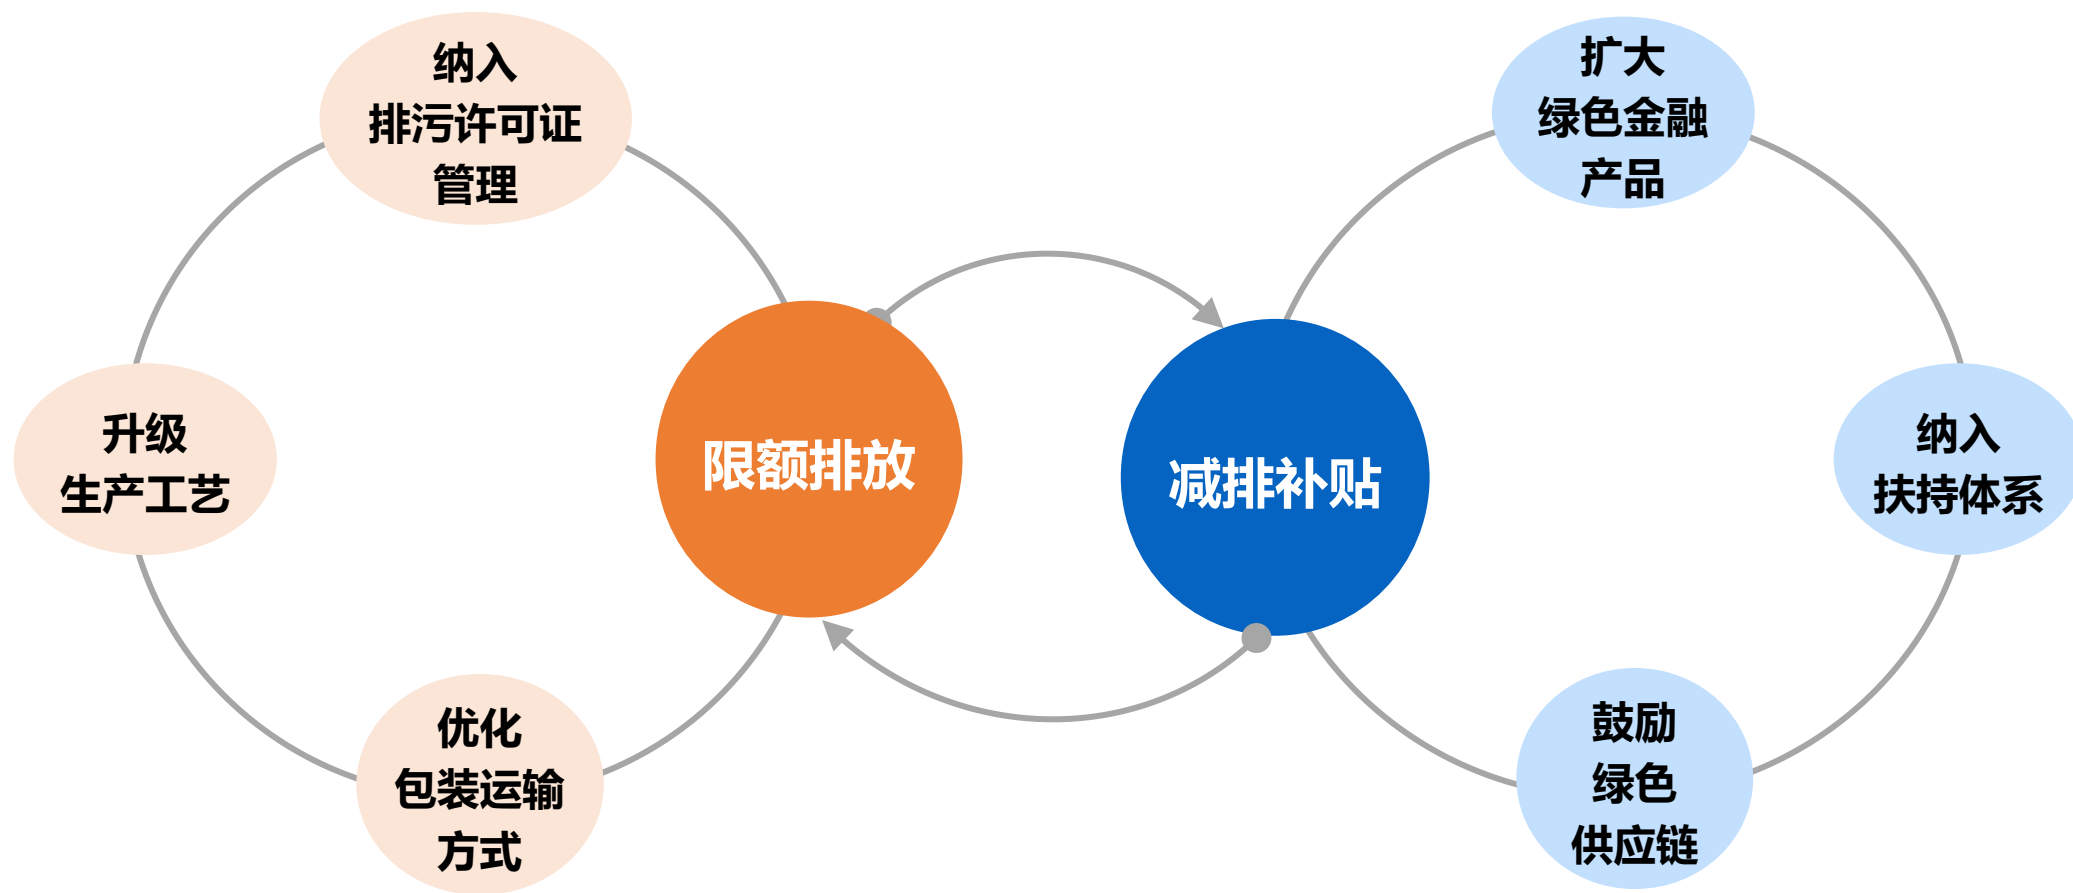 纳入
排污许可证
管理
升级
生产工艺
优化
包装运输
方式
限额排放
减排补贴
扩大
绿色金融
产品
纳入
扶持体系
鼓励
绿色
供应链